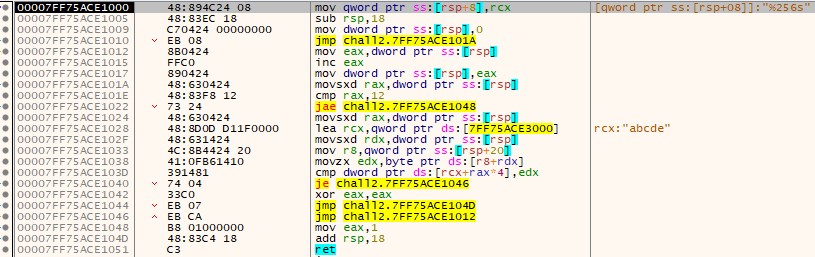 00007FF75ACE1000 48:894C24 08 mov qword ptr ss:[rsp+8],rcx [qword ptr ss:[rsp+08]]:"%256s"
00007FF75ACE1005 48:83EC 18 sub rsp,18
00007FF75ACE1009 C70424 00000000 mov dword ptr ss:[rsp],0
00007FF75ACE1010 EB 08 jmp chall2.7FF75ACE101A
00007FF75ACE1012 8B0424 mov eax,dword ptr ss:[rsp]
00007FF75ACE1015 FFC0 inc eax
00007FF75ACE1017 890424 mov dword ptr ss:[rsp],eax
00007FF75ACE101A 48:630424 movsxd rax,dword ptr ss:[rsp]
00007FF75ACE101E 48:83F8 12 cmp rax,12
00007FF75ACE1022 73 24 jae chall2.7FF75ACE1048
00007FF75ACE1024 48:630424 movsxd rax,dword ptr ss:[rsp]
00007FF75ACE1028 48:8D0D D11F0000 lea rcx,qword ptr ds:[7FF75ACE3000] rcx:"abcde"
00007FF75ACE102F 48:631424 movsxd rdx,dword ptr ss:[rsp]
00007FF75ACE1033 4C:8B4424 20 mov r8,qword ptr ss:[rsp+20]
00007FF75ACE1038 41:0FB61410 movzx edx,byte ptr ds:[r8+rdx]
00007FF75ACE103D 391481 cmp dword ptr ds:[rcx+rax*4],edx
00007FF75ACE1040 74 04 je chall2.7FF75ACE1046
00007FF75ACE1042 33C0 xor eax,eax
00007FF75ACE1044 EB 07 jmp chall2.7FF75ACE104D
00007FF75ACE1046 EB CA jmp chall2.7FF75ACE1012
00007FF75ACE1048 B8 01000000 mov eax,1
00007FF75ACE104D 48:83C4 18 add rsp,18
00007FF75ACE1051 C3 ret